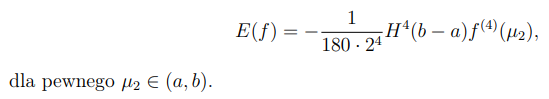 E(f) = -\frac{1}{180 \cdot 2^4} H^4 (b - a) f^{(4)}(\mu_2),
dla pewnego \mu_2 \in (a, b).